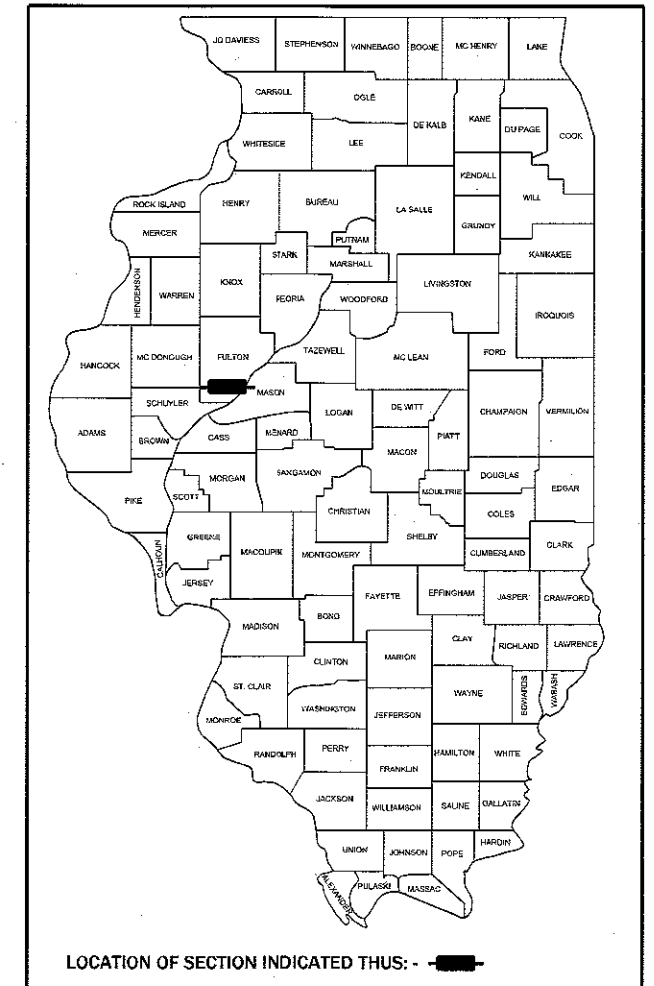 JO DAVIESS STEPHENSON WINNEBAGO BOONE MC HENRY LAKE
CARROLL OGLE DE KALB KANE DU PAGE COOK
WHITESIDE LEE KENDALL WILL
ROCK ISLAND HENRY BUREAU LA SALLE GRUNDY
MERCER PUTNAM KANKAKEE
HENDERSON WARREN KNOX STARK MARSHALL LIVINGSTON
PEORIA WOODFORD IROQUOIS
HANCOCK MC DONOUGH FULTON TAZEWELL MC LEAN FORD
SCHUYLER MASON LOGAN DE WITT CHAMPAIGN VERMILION
ADAMS BROWN CASS MENARD MACON PIATT
PIKE SCOTT MORGAN SANGAMON CHRISTIAN MOULTRIE DOUGLAS EDGAR
COLES
CALHOUN GREENE MACOUPIN MONTGOMERY SHELBY CUMBERLAND CLARK
JERSEY FAYETTE EFFINGHAM JASPER CRAWFORD
MADISON BOND CLAY RICHLAND LAWRENCE
CLINTON MARION
ST. CLAIR WAYNE EDWARDS WABASH
MONROE WASHINGTON JEFFERSON
RANDOLPH PERRY FRANKLIN HAMILTON WHITE
JACKSON WILLIAMSON SALINE GALLATIN
UNION JOHNSON POPE HARDIN
ALEXANDER PULASKI MASSAC
LOCATION OF SECTION INDICATED THUS: -